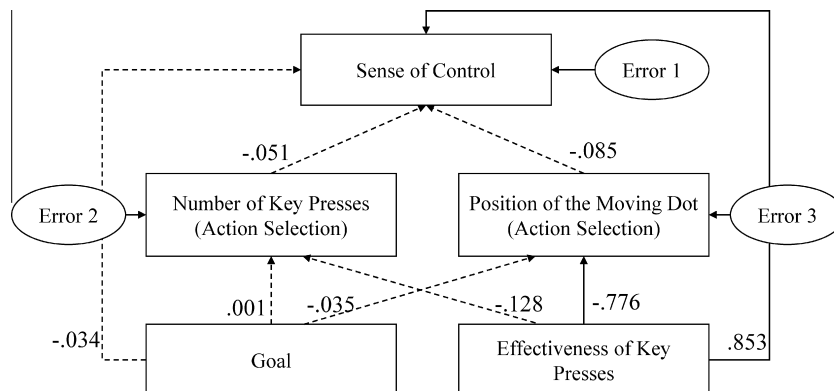 Sense of Control
Error 1
-.051
-.085
Error 2
Number of Key Presses
(Action Selection)
Position of the Moving Dot
(Action Selection)
Error 3
.001
-.035
-.128
-.776
-.034
.853
Goal
Effectiveness of Key
Presses